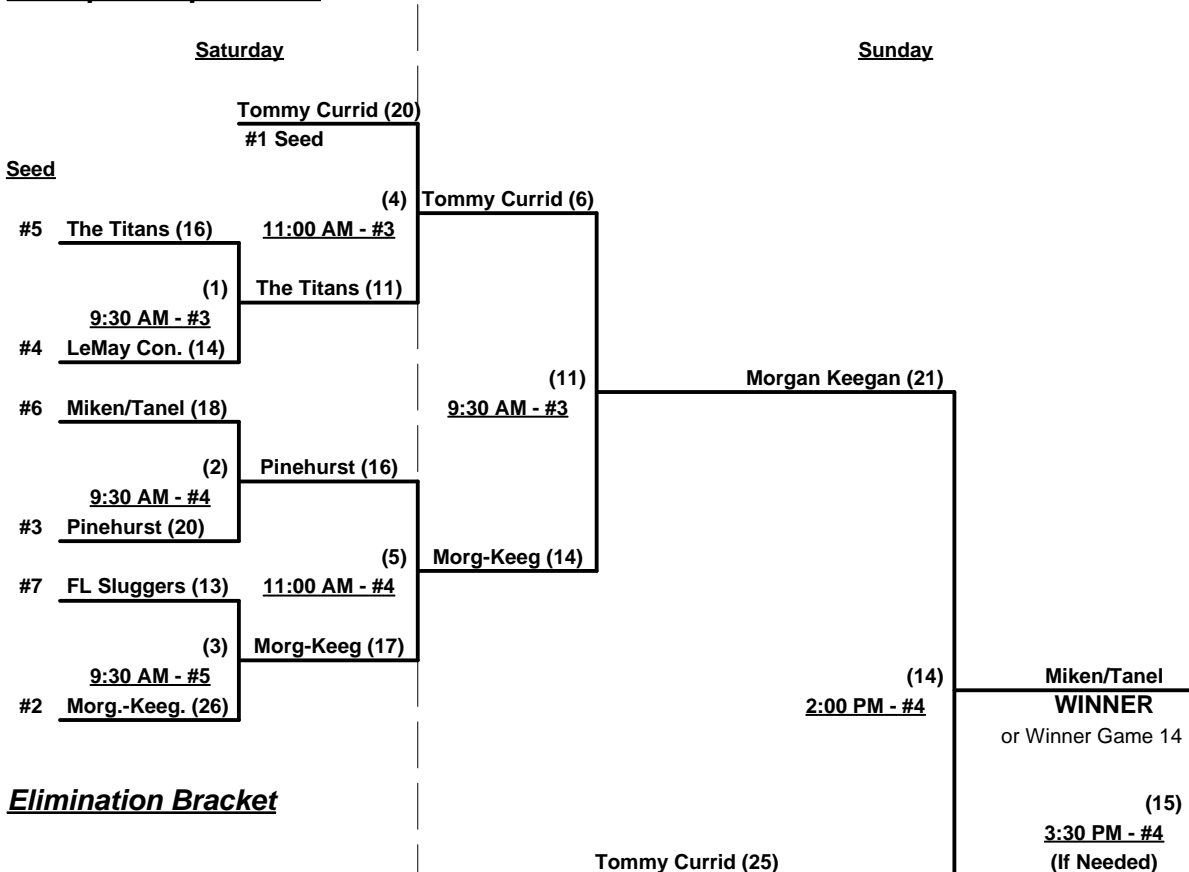 Saturday
Sunday
Tommy Currid (20)
#1 Seed
Seed
(4)
Tommy Currid (6)
#5 The Titans (16)
11:00 AM - #3
(1)
The Titans (11)
9:30 AM - #3
#4 LeMay Con. (14)
(11)
Morgan Keegan (21)
#6 Miken/Tanel (18)
9:30 AM - #3
(2)
Pinehurst (16)
9:30 AM - #4
#3 Pinehurst (20)
(5)
Morg-Keeg (14)
#7 FL Sluggers (13)
11:00 AM - #4
(3)
Morg-Keeg (17)
9:30 AM - #5
(14)
Miken/Tanel
#2 Morg.-Keeg. (26)
2:00 PM - #4
WINNER
or Winner Game 14
Elimination Bracket
(15)
3:30 PM - #4
Tommy Currid (25)
(If Needed)